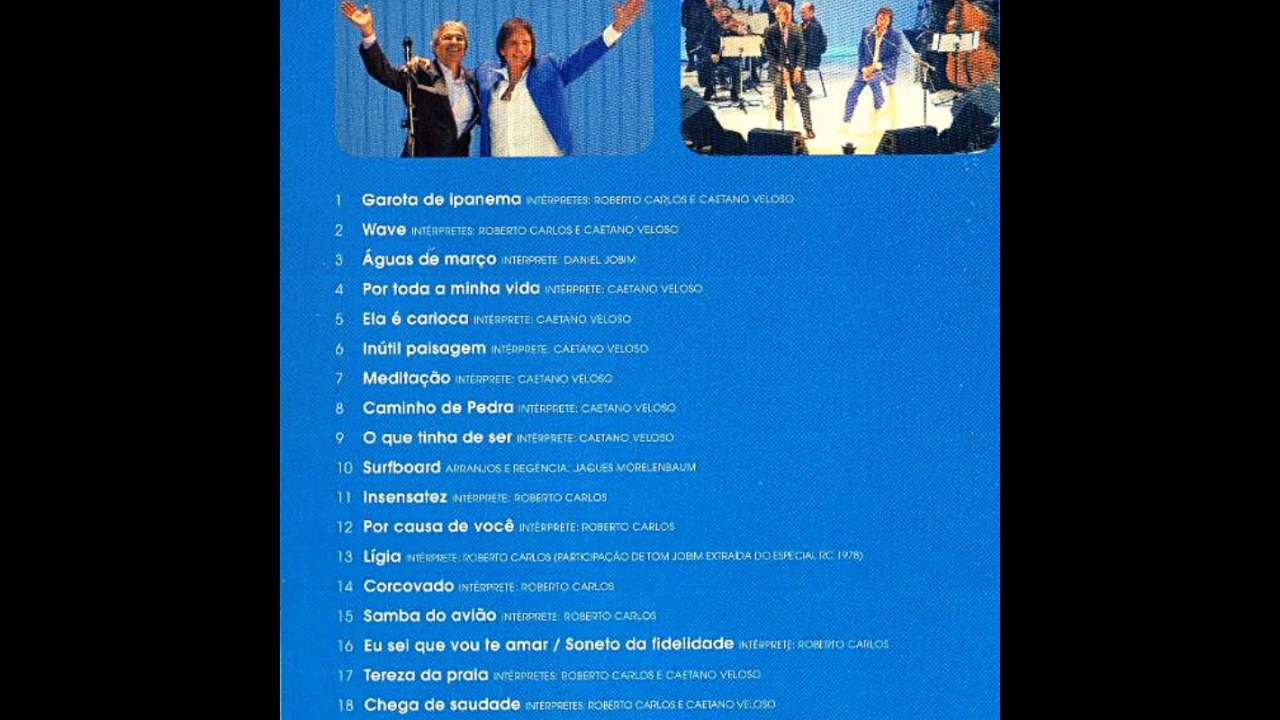 1 Garota de ipanema INTÉRPRETES: ROBERTO CARLOS E CAETANO VELOSO
2 Wave INTÉRPRETES: ROBERTO CARLOS E CAETANO VELOSO
3 Águas de março INTÉRPRETE: DANIEL JOBIM
4 Por toda a minha vida INTÉRPRETE: CAETANO VELOSO
5 Ela é carioca INTÉRPRETE: CAETANO VELOSO
6 Inútil paisagem INTÉRPRETE: CAETANO VELOSO
7 Meditação INTÉRPRETE: CAETANO VELOSO
8 Caminho de Pedra INTÉRPRETE: CAETANO VELOSO
9 O que tinha de ser INTÉRPRETE: CAETANO VELOSO
10 Surfboard ARRANJOS E REGÊNCIA: JAQUES MORELENBAUM
11 Insensatez INTÉRPRETE: ROBERTO CARLOS
12 Por causa de você INTÉRPRETE: ROBERTO CARLOS
13 Lígia INTÉRPRETE: ROBERTO CARLOS (PARTICIPAÇÃO DE TOM JOBIM EXTRAÍDA DO ESPECIAL RC 1978)
14 Corcovado INTÉRPRETE: ROBERTO CARLOS
15 Samba do avião INTÉRPRETE: ROBERTO CARLOS
16 Eu sei que vou te amar / Soneto da fidelidade INTÉRPRETE: ROBERTO CARLOS
17 Tereza da praia INTÉRPRETES: ROBERTO CARLOS E CAETANO VELOSO
18 Chega de saudade INTÉRPRETES: ROBERTO CARLOS E CAETANO VELOSO